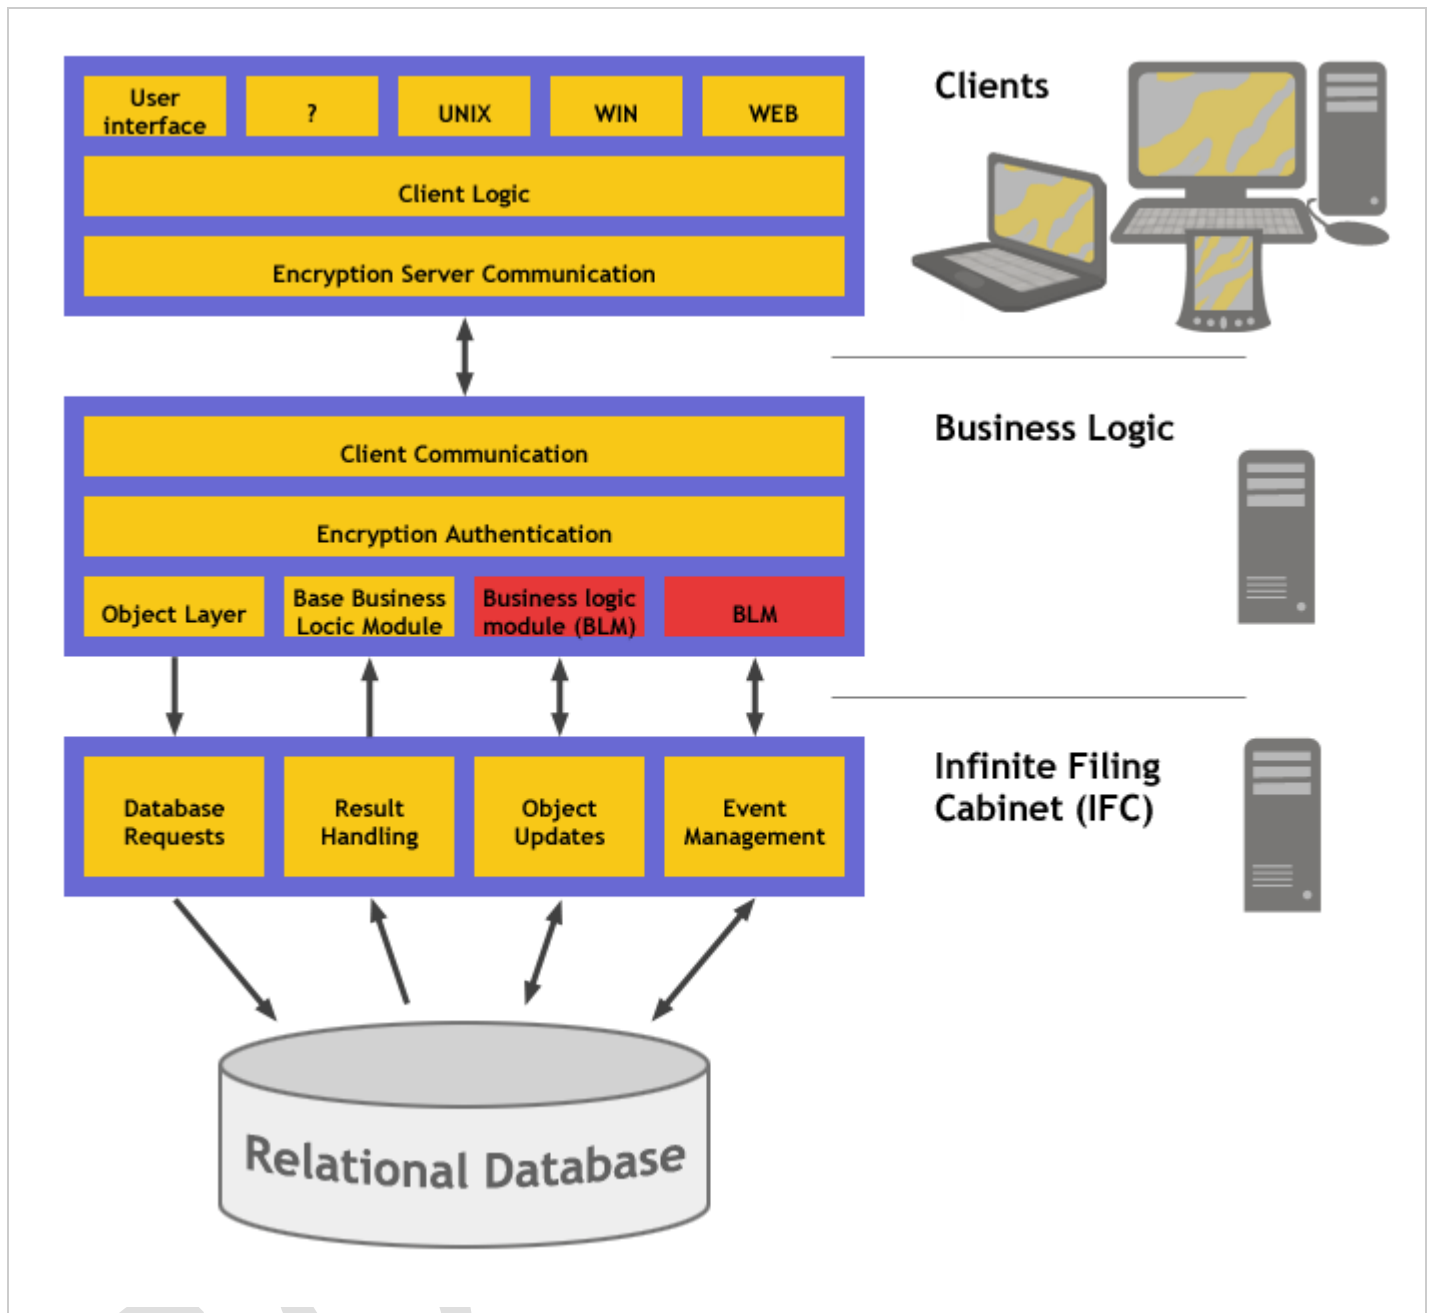 User
interface
?
UNIX
WIN
WEB
Client Logic
Encryption Server Communication
Clients
Client Communication
Encryption Authentication
Object Layer
Base Business
Locic Module
Business logic
module (BLM)
BLM
Business Logic
Database
Requests
Result
Handling
Object
Updates
Event
Management
Infinite Filing
Cabinet (IFC)
Relational Database